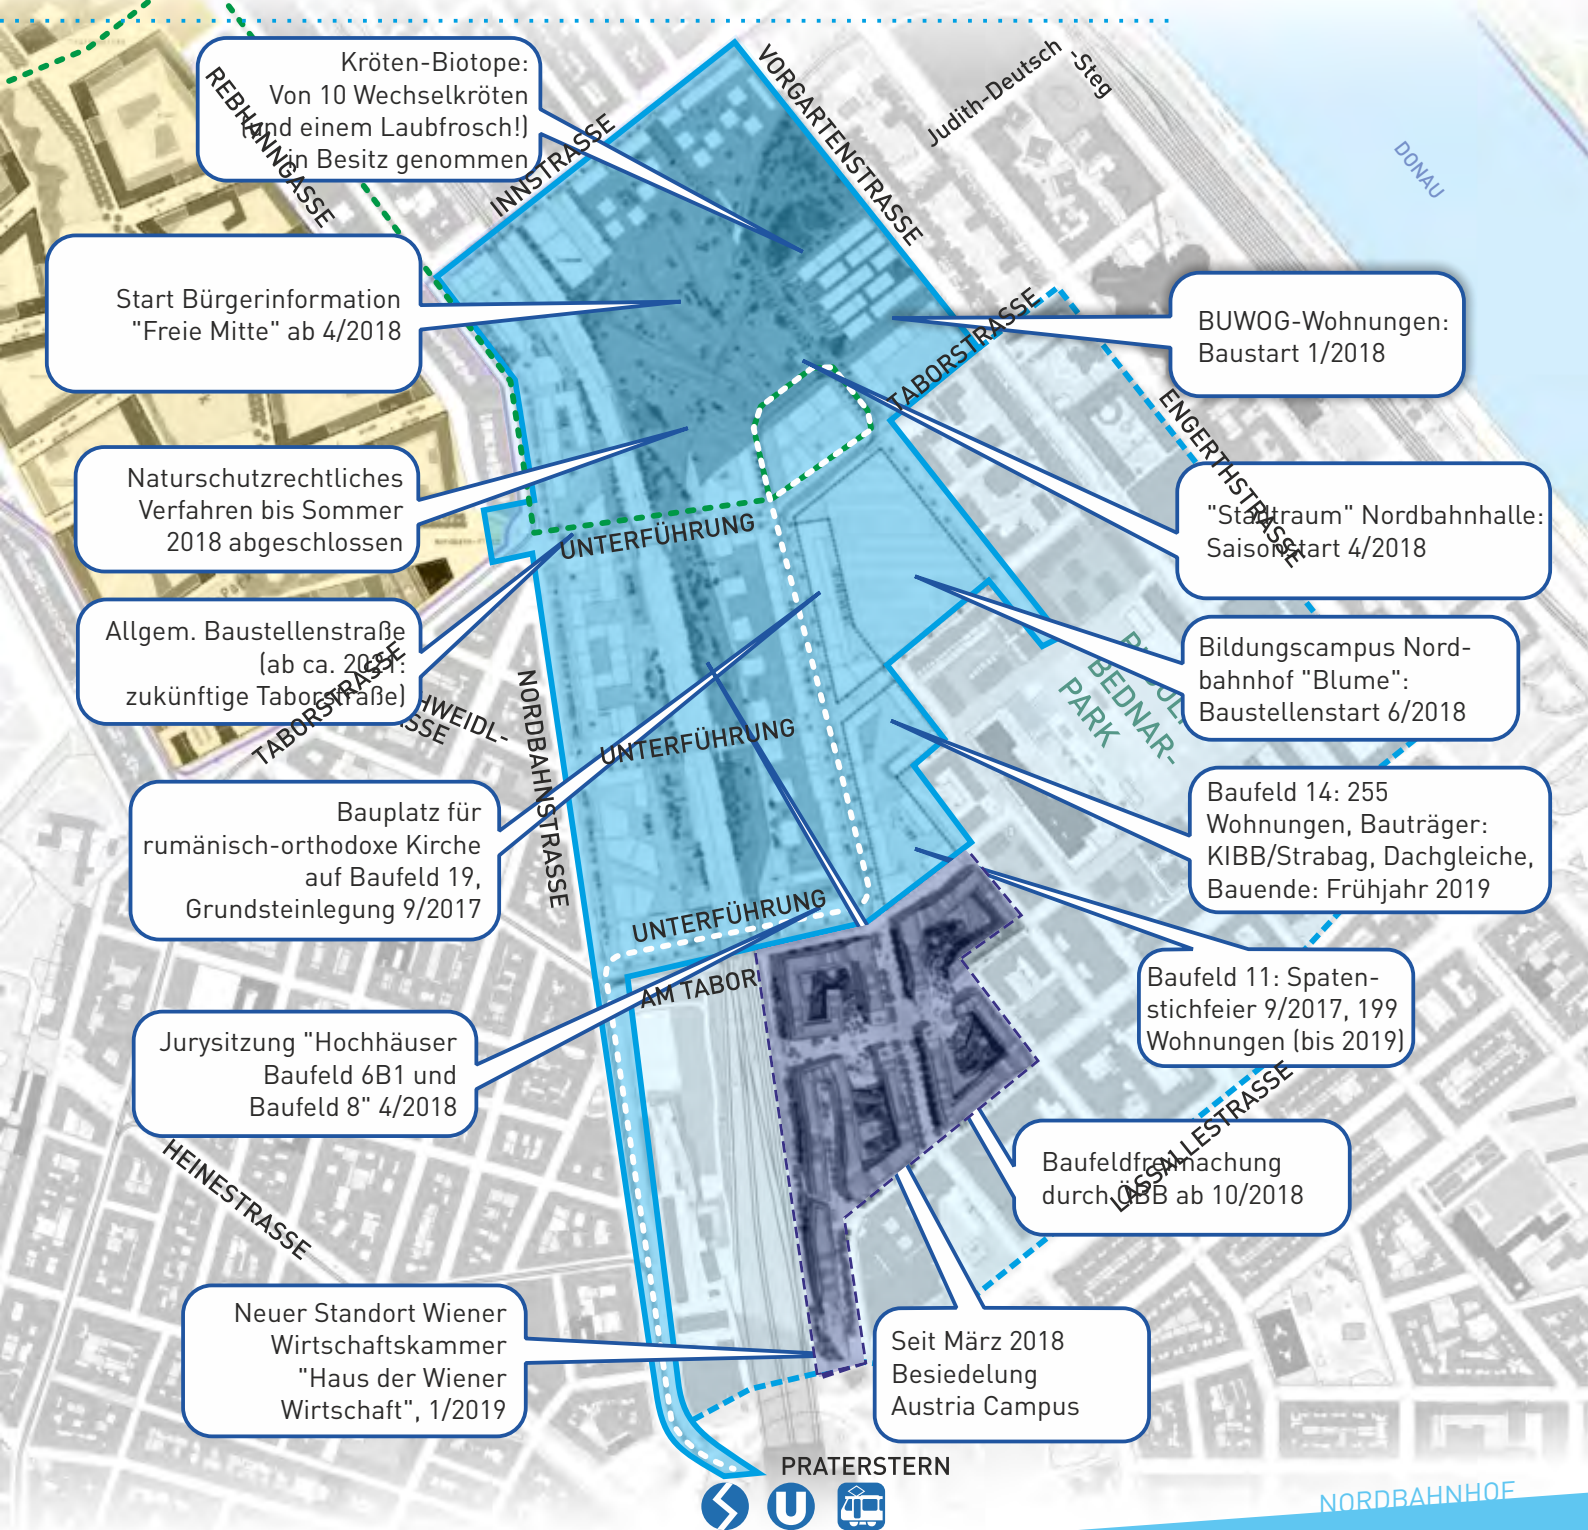 Kröten-Biotope:
Von 10 Wechselkröten
(und einem Laubfrosch!)
in Besitz genommen
REBHANNGASSE
INNSTRASSE
VORGARTENSTRASSE
Judith-Deutsch-Steg
DONAU
Start Bürgerinformation
"Freie Mitte" ab 4/2018
BUWOG-Wohnungen:
Baustart 1/2018
TABORSTRASSE
ENGERTHSTRASSE
Naturschutzrechtliches
Verfahren bis Sommer
2018 abgeschlossen
"Stadtraum" Nordbahnhalle:
Saisonstart 4/2018
UNTERFÜHRUNG
Allgem. Baustellenstraße
(ab ca. 2021:
zukünftige Taborstraße)
TABORSTRASSE
HWEIDL-
SSE
NORDBAHNSTRASSE
UNTERFÜHRUNG
BEDNAR-
PARK
Bildungscampus Nord-
bahnhof "Blume":
Baustellenstart 6/2018
Bauplatz für
rumänisch-orthodoxe Kirche
auf Baufeld 19,
Grundsteinlegung 9/2017
Baufeld 14: 255
Wohnungen, Bauträger:
KIBB/Strabag, Dachgleiche,
Bauende: Frühjahr 2019
UNTERFÜHRUNG
AM TABOR
Baufeld 11: Spaten-
stichfeier 9/2017, 199
Wohnungen (bis 2019)
Jurysitzung "Hochhäuser
Baufeld 6B1 und
Baufeld 8" 4/2018
HEINESTRASSE
LASSALLESTRASSE
Baufeldfreimachung
durch ÖBB ab 10/2018
Neuer Standort Wiener
Wirtschaftskammer
"Haus der Wiener
Wirtschaft", 1/2019
Seit März 2018
Besiedelung
Austria Campus
PRATERSTERN
U
NORDBAHNHOF